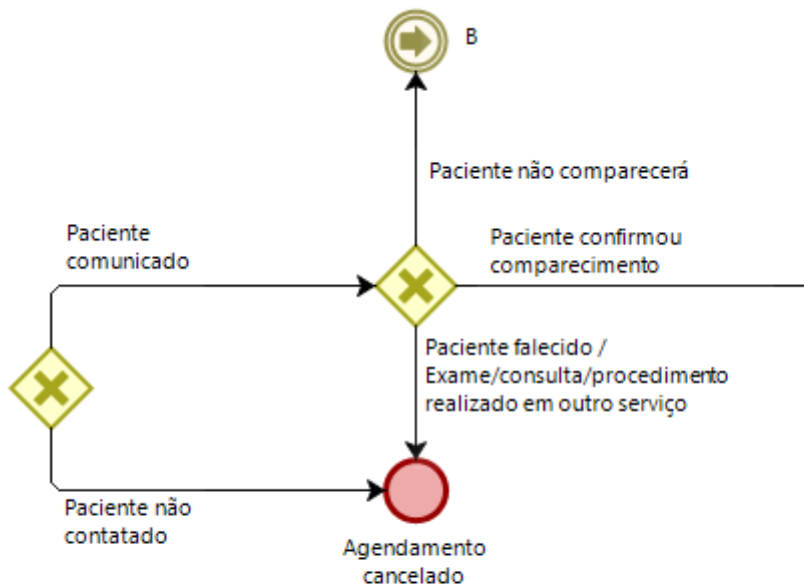 B
Paciente não comparecerá
Paciente
comunicado
Paciente confirmou
comparecimento
Paciente falecido /
Exame/consulta/procedimento
realizado em outro serviço
Paciente não
contatado
Agendamento
cancelado